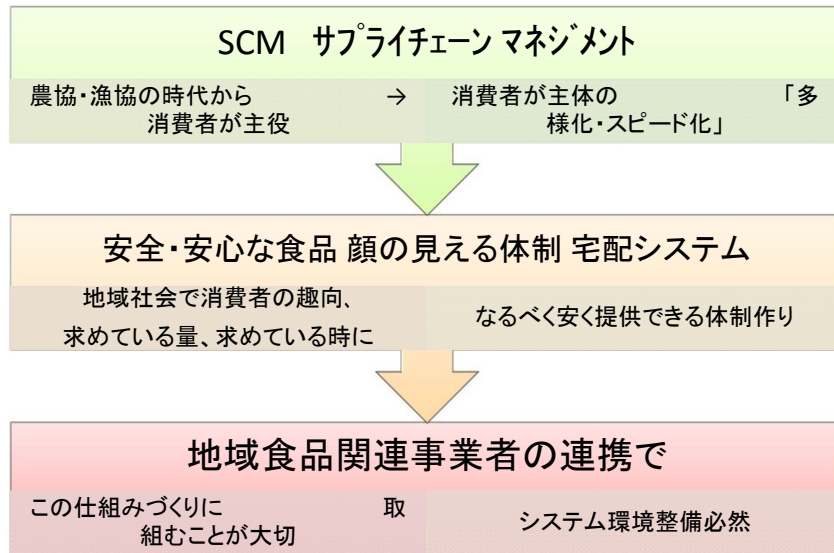 SCM サプライチェーン マネジメント
農協・漁協の時代から → 消費者が主体の 「多
消費者が主役 様化・スピード化」
安全・安心な食品 顔の見える体制 宅配システム
地域社会で消費者の趣向、
求めている量、求めている時に
なるべく安く提供できる体制作り
地域食品関連事業者の連携で
この仕組みづくりに 取
組むことが大切
システム環境整備必然